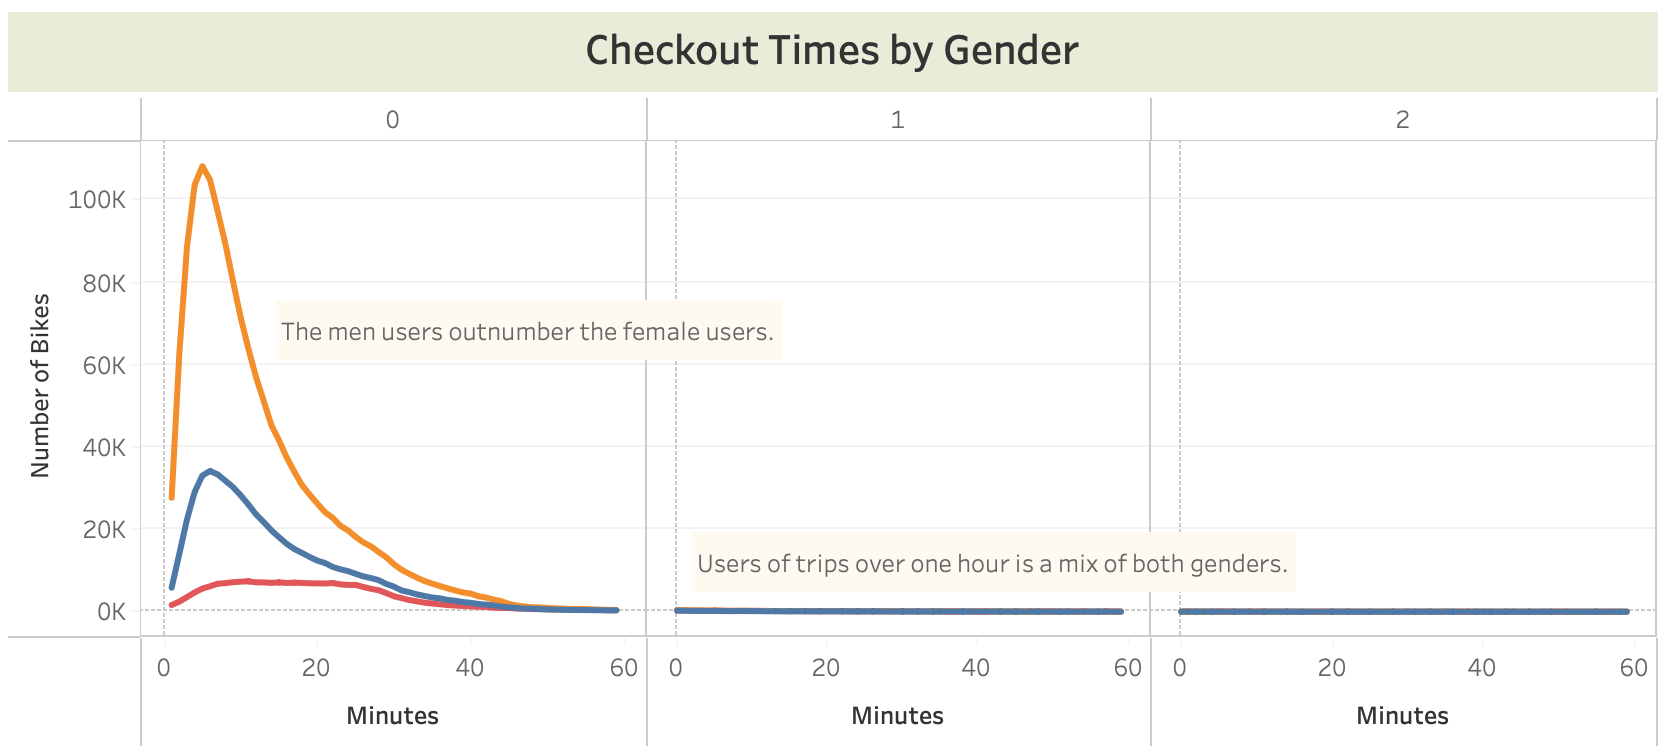 Checkout Times by Gender
0 1 2
100K
80K
60K
40K
20K
0K
Number of Bikes
The men users outnumber the female users.
Users of trips over one hour is a mix of both genders.
0 20 40 60 0 20 40 60 0 20 40 60
Minutes Minutes Minutes